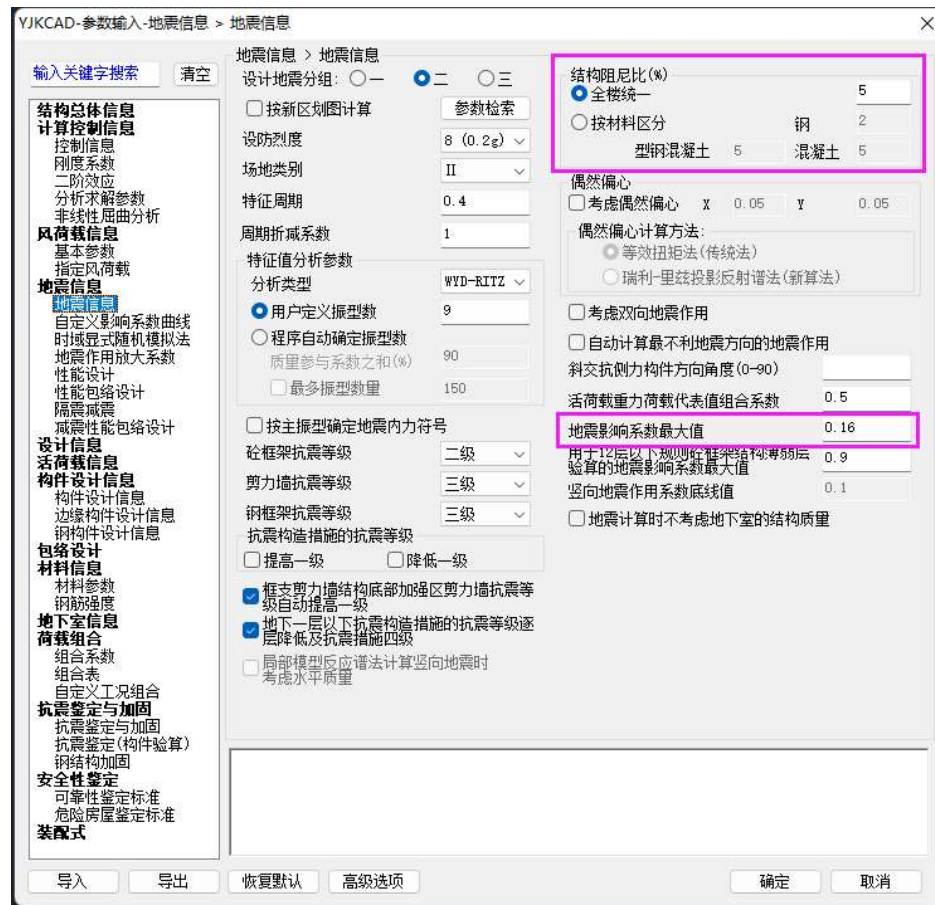 YJKCAD-参数输入-地震信息 > 地震信息
输入关键字搜索 清空
结构总体信息
计算控制信息
控制信息
刚度系数
二阶效应
分析求解参数
非线性屈曲分析
风荷载信息
基本参数
指定风荷载
地震信息
地震信息
自定义影响系数曲线
时域显式随机模拟法
地震作用放大系数
性能设计
性能包络设计
隔震减震
减震性能包络设计
设计信息
活荷载信息
构件设计信息
构件设计信息
边缘构件设计信息
钢构件设计信息
包络设计
材料信息
材料参数
钢筋强度
地下室信息
荷载组合
组合系数
组合表
自定义工况组合
抗震鉴定与加固
抗震鉴定与加固
抗震鉴定(构件验算)
钢结构加固
安全性鉴定
可靠性鉴定标准
危险房屋鉴定标准
装配式
地震信息 > 地震信息
设计地震分组: 一 二 三
按新区划图计算 参数检索
设防烈度 8 (0.2g)
场地类别 II
特征周期 0.4
周期折减系数 1
特征值分析参数
分析类型 WYD-RITZ
用户定义振型数 9
程序自动确定振型数
质量参与系数之和(%) 90
最多振型数量 150
按主振型确定地震内力符号
砼框架抗震等级 二级
剪力墙抗震等级 三级
钢框架抗震等级 三级
抗震构造措施的抗震等级
提高一级 降低一级
框支剪力墙结构底部加强区剪力墙抗震等
级自动提高一级
地下一层以下抗震构造措施的抗震等级逐
层降低及抗震措施四级
局部模型反应谱法计算竖向地震时
考虑水平质量
结构阻尼比(%)
全楼统一 5
按材料区分 钢 2
型钢混凝土 5 混凝土 5
偶然偏心
考虑偶然偏心 X 0.05 Y 0.05
偶然偏心计算方法:
等效扭矩法(传统法)
瑞利-里兹投影反射谱法(新算法)
考虑双向地震作用
自动计算最不利地震方向的地震作用
斜交抗侧力构件方向角度(0-90)
活荷载重力荷载代表值组合系数 0.5
地震影响系数最大值 0.16
用于12层以下规则砼框架结构薄弱层
验算的地震影响系数最大值 0.9
竖向地震作用系数底线值 0.1
地震计算时不考虑地下室的结构质量
导入 导出 恢复默认 高级选项 确定 取消